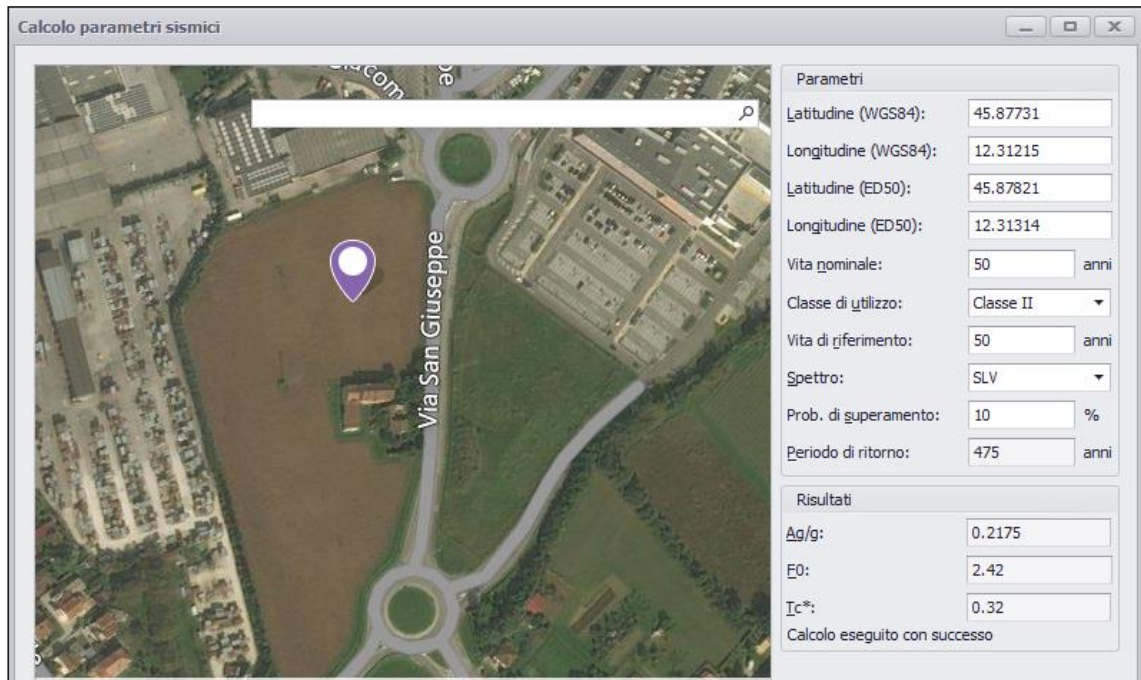 Calcolo parametri sismici
Giacom
De
Via San Giuseppe
Parametri
Latitudine (WGS84): 45.87731
Longitudine (WGS84): 12.31215
Latitudine (ED50): 45.87821
Longitudine (ED50): 12.31314
Vita nominale: 50 anni
Classe di utilizzo: Classe II
Vita di riferimento: 50 anni
Spettro: SLV
Prob. di superamento: 10 %
Periodo di ritorno: 475 anni
Risultati
Ag/g: 0.2175
F0: 2.42
Tc*: 0.32
Calcolo eseguito con successo